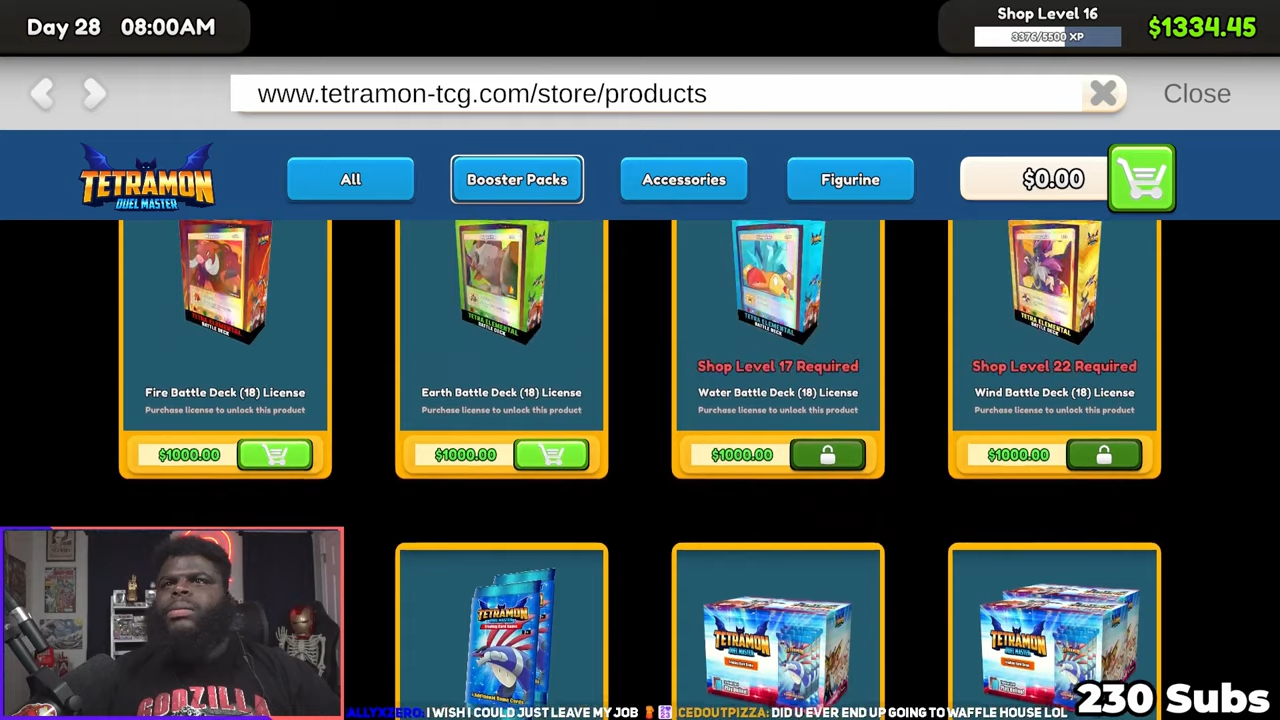 Day 28 08:00AM
Shop Level 16
3376/5500 XP
$1334.45
www.tetramon-tcg.com/store/products
Close
TETRAMON
DUEL MASTER
All
Booster Packs
Accessories
Figurine
$0.00
Shop Level 17 Required
Shop Level 22 Required
Fire Battle Deck (18) License
Earth Battle Deck (18) License
Water Battle Deck (18) License
Wind Battle Deck (18) License
Purchase license to unlock this product
Purchase license to unlock this product
Purchase license to unlock this product
Purchase license to unlock this product
$1000.00
$1000.00
$1000.00
$1000.00
TETRAMON
TETRAMON
TETRAMON
GODZILLA
230 Subs
ALLYXZERO: I WISH I COULD JUST LEAVE MY JOB
CEDOUTPIZZA: DID U EVER END UP GOING TO WAFFLE HOUSE LOL